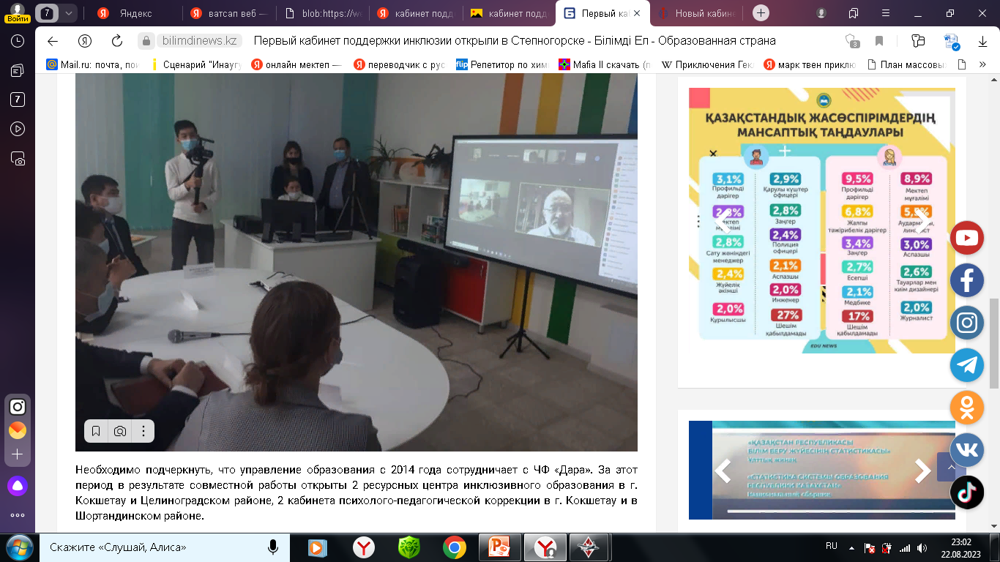 Войти
7
Яндекс
ватсап веб —
blob:https://we
кабинет подд
кабинет подд
Первый каб
Новый кабине
bilimdinews.kz
Первый кабинет поддержки инклюзии открыли в Степногорске - Білімді Ел - Образованная страна
3
Mail.ru: почта, пои
Сценарий "Инаугу
онлайн мектеп —
переводчик с рус
flip
Репетитор по хим
Mafia II скачать (п
Приключения Гек
марк твен приклю
План массовы
7
ҚАЗАҚСТАНДЫҚ ЖАСӨСПІРІМДЕРДІҢ
МАНСАПТЫҚ ТАҢДАУЛАРЫ
3,1%
Профильді
дәрігер
2,8%
Мектеп
мұғалімі
2,8%
Сату жөніндегі
менеджер
2,4%
Жүйелік
әкімші
2,0%
Құрылысшы
2,9%
Қарулы күштер
офицері
2,8%
Заңгер
2,4%
Полиция
офицері
2,1%
Аспазшы
2,0%
Инженер
27%
Шешім
қабылдамады
9,5%
Профильді
дәрігер
6,8%
Жалпы
тәжірибелік дәрігер
3,4%
Заңгер
2,7%
Есепші
2,1%
Медбике
17%
Шешім
қабылдамады
8,9%
Мектеп
мұғалімі
3,0%
Аспазшы
2,6%
Тауарлар мен
киім дизайнері
2,0%
Журналист
EDU NEWS
Необходимо подчеркнуть, что управление образования с 2014 года сотрудничает с ЧФ «Дара». За этот
период в результате совместной работы открыты 2 ресурсных центра инклюзивного образования в г.
Кокшетау и Целиноградском районе, 2 кабинета психолого-педагогической коррекции в г. Кокшетау и в
Шортандинском районе.
«ҚАЗАҚСТАН РЕСПУБЛИКАСЫ
БІЛІМ БЕРУ ЖҮЙЕСІНІҢ СТАТИСТИКАСЫ»
Ұлттық жинақ
«СТАТИСТИКА СИСТЕМЫ ОБРАЗОВАНИЯ
РЕСПУБЛИКИ КАЗАХСТАН»
Национальный сборник
Скажите «Слушай, Алиса»
RU
23:02
22.08.2023